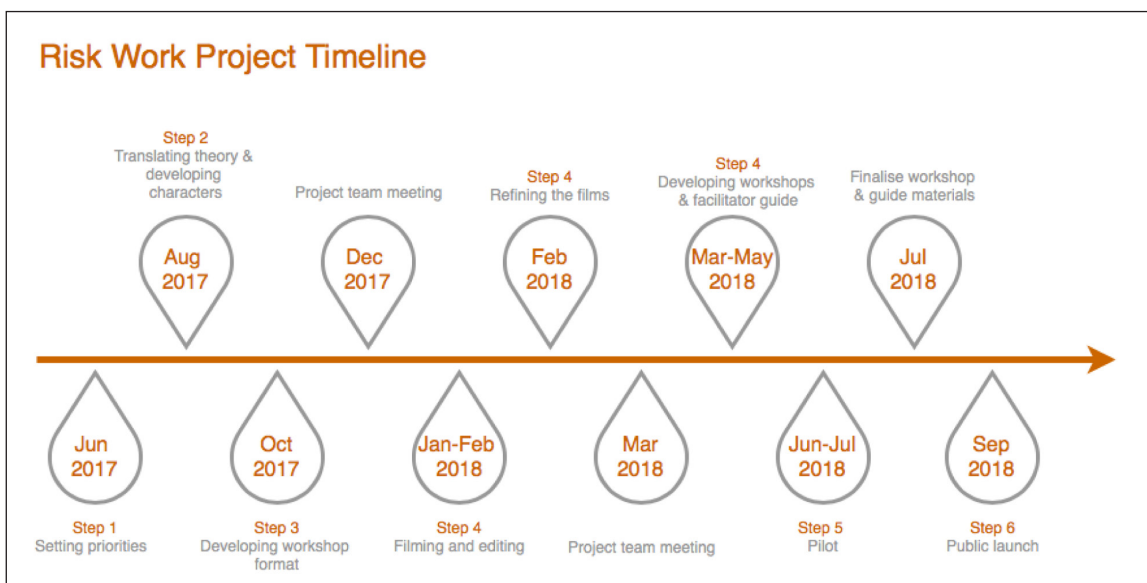 Risk Work Project Timeline
Step 2
Translating theory &
developing
characters
Project team meeting
Step 4
Refining the films
Step 4
Developing workshops
& facilitator guide
Finalise workshop
& guide materials
Aug
2017
Dec
2017
Feb
2018
Mar-May
2018
Jul
2018
Jun
2017
Oct
2017
Jan-Feb
2018
Mar
2018
Jun-Jul
2018
Sep
2018
Step 1
Setting priorities
Step 3
Developing workshop
format
Step 4
Filming and editing
Project team meeting
Step 5
Pilot
Step 6
Public launch